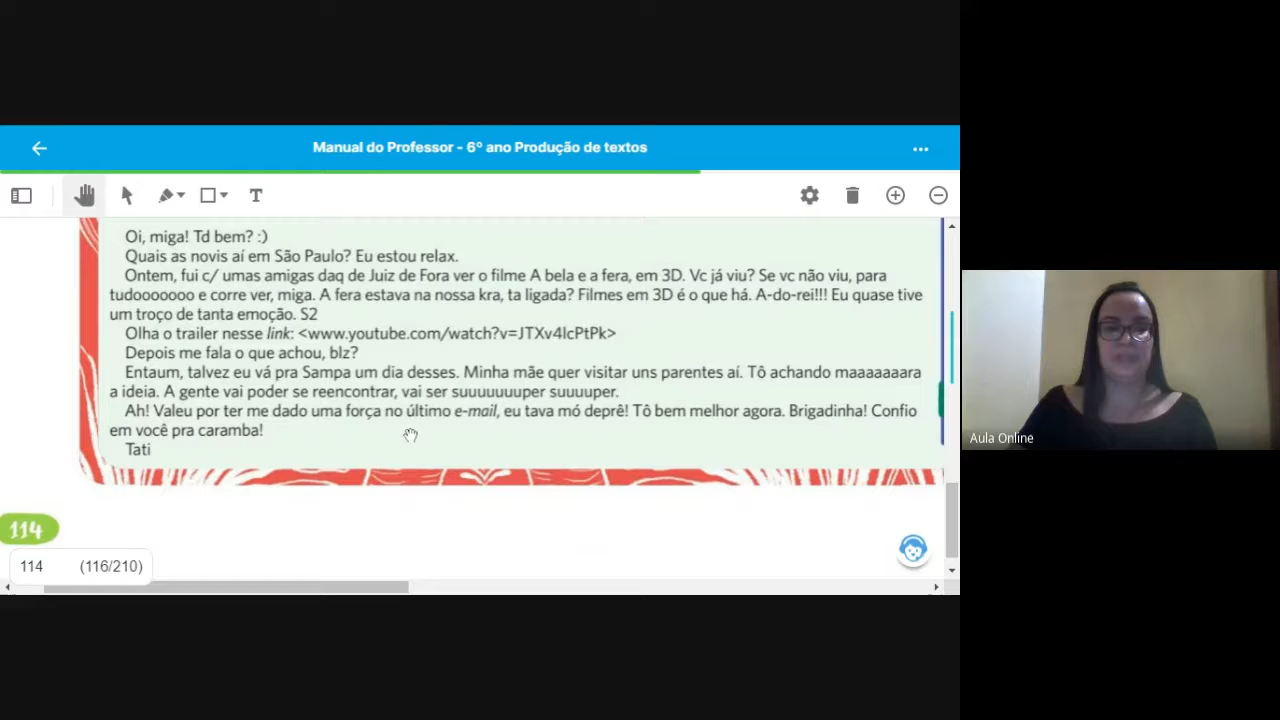 Manual do Professor - 6º ano Produção de textos
T
Oi, miga! Td bem? :)
Quais as novis aí em São Paulo? Eu estou relax.
Ontem, fui c/ umas amigas daq de Juiz de Fora ver o filme A bela e a fera, em 3D. Vc já viu? Se vc não viu, para
tudooooooo e corre ver, miga. A fera estava na nossa kra, ta ligada? Filmes em 3D é o que há. A-do-rei!!! Eu quase tive
um troço de tanta emoção. S2
Olha o trailer nesse link: <www.youtube.com/watch?v=JTXv4lcPtPk>
Depois me fala o que achou, blz?
Entaum, talvez eu vá pra Sampa um dia desses. Minha mãe quer visitar uns parentes aí. Tô achando maaaaaaara
a ideia. A gente vai poder se reencontrar, vai ser suuuuuuuper suuuuper.
Ah! Valeu por ter me dado uma força no último e-mail, eu tava mó deprê! Tô bem melhor agora. Brigadinha! Confio
em você pra caramba!
Tati
114
114 (116/210)
Aula Online